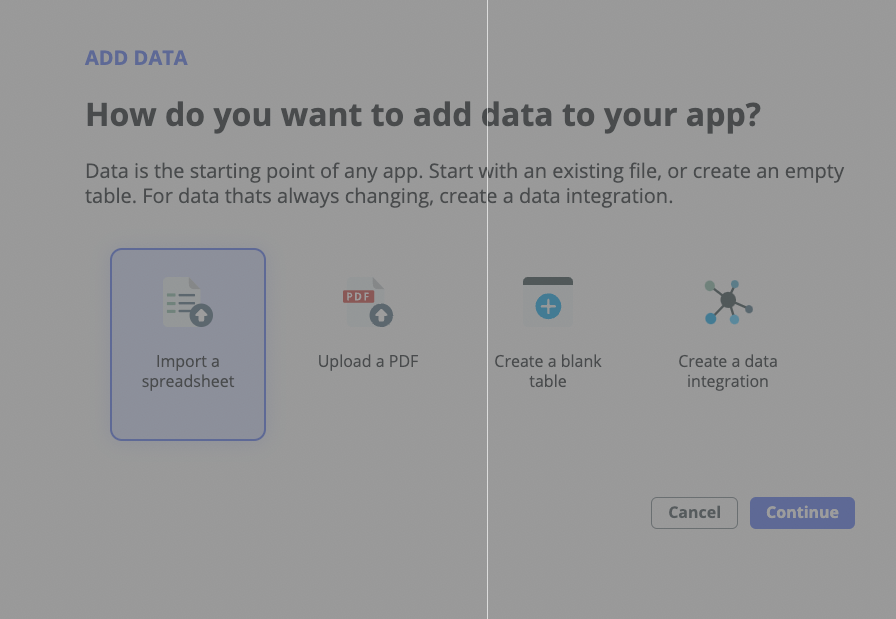 ADD DATA
How do you want to add data to your app?
Data is the starting point of any app. Start with an existing file, or create an empty
table. For data thats always changing, create a data integration.
Import a
spreadsheet
PDF
Upload a PDF
Create a blank
table
Create a data
integration
Cancel
Continue